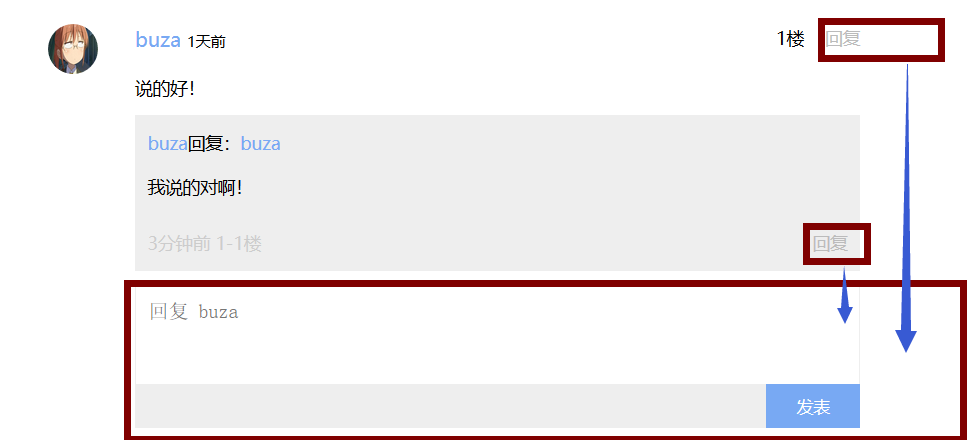 buza 1天前 1楼 回复
说的好！
buza回复：buza
我说的对啊！
3分钟前 1-1楼 回复
回复 buza
发表